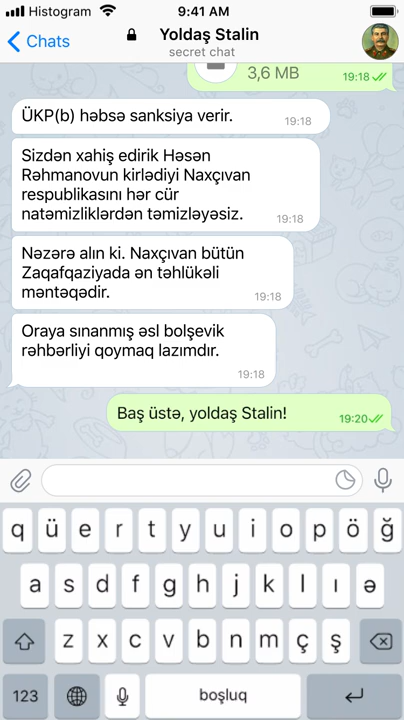 Histogram 9:41 AM
Chats
Yoldaş Stalin
secret chat
3,6 MB 19:18
ÜKP(b) həbsə sanksiya verir.
19:18
Sizdən xahiş edirik Həsən
Rəhmanovun kirlədiyi Naxçıvan
respublikasını hər cür
natəmizliklərdən təmizləyəsiz.
19:18
Nəzərə alın ki. Naxçıvan bütün
Zaqafqaziyada ən təhlükəli
məntəqədir.
19:18
Oraya sınanmış əsl bolşevik
rəhbərliyi qoymaq lazımdır.
19:18
Baş üstə, yoldaş Stalin!
19:20
q ü e r t y u i o p ö ğ
a s d f g h j k l ı ə
z x c v b n m ç ş
123 boşluq